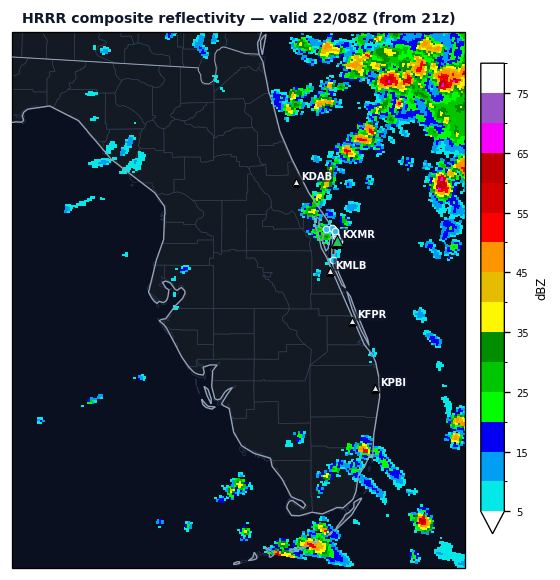 HRRR composite reflectivity — valid 22/08Z (from 21z)
KDAB
KXMR
KMLB
KFPR
KPBI
75
65
55
45
35
25
15
5
dBZ